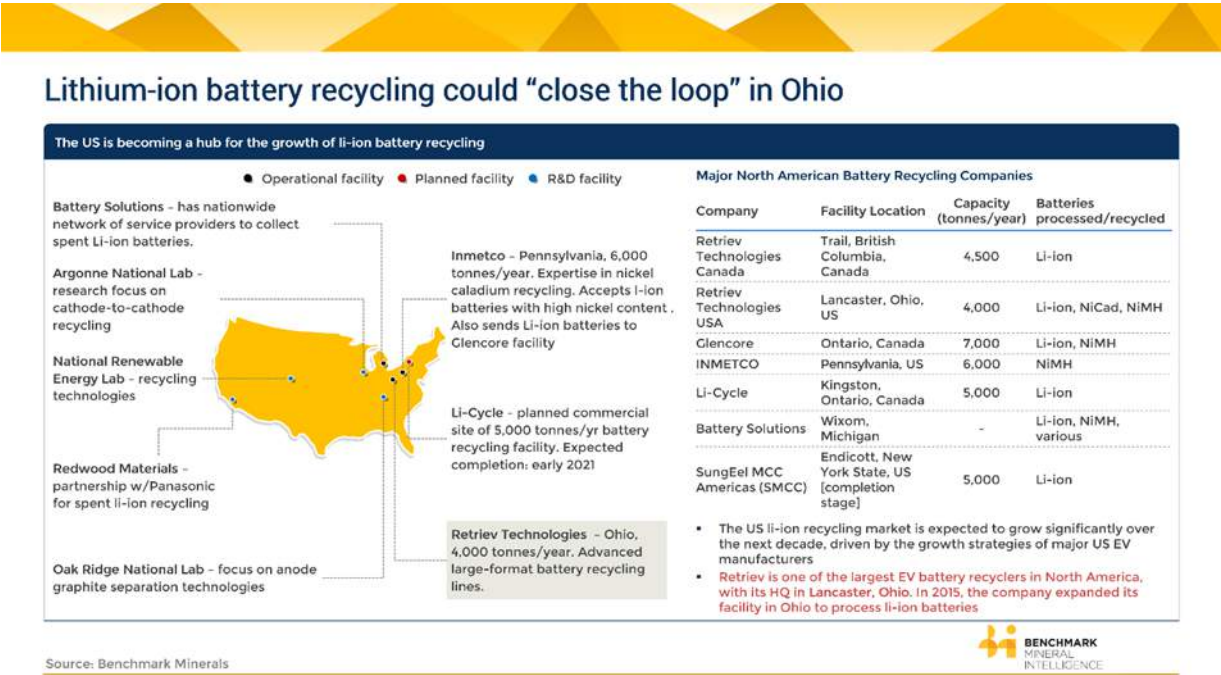 Lithium-ion battery recycling could “close the loop” in Ohio
The US is becoming a hub for the growth of li-ion battery recycling
Operational facility Planned facility R&D facility
Battery Solutions – has nationwide
network of service providers to collect
spent Li-ion batteries.
Argonne National Lab –
research focus on
cathode-to-cathode
recycling
National Renewable
Energy Lab – recycling
technologies
Redwood Materials –
partnership w/Panasonic
for spent li-ion recycling
Oak Ridge National Lab – focus on anode
graphite separation technologies
Inmetco – Pennsylvania, 6,000
tonnes/year. Expertise in nickel
caladium recycling. Accepts l-ion
batteries with high nickel content .
Also sends Li-ion batteries to
Glencore facility
Li-Cycle – planned commercial
site of 5,000 tonnes/yr battery
recycling facility. Expected
completion: early 2021
Retriev Technologies – Ohio,
4,000 tonnes/year. Advanced
large-format battery recycling
lines.
Major North American Battery Recycling Companies
Company Facility Location Capacity (tonnes/year) Batteries processed/recycled
Retriev Technologies Canada Trail, British Columbia, Canada 4,500 Li-ion
Retriev Technologies USA Lancaster, Ohio, US 4,000 Li-ion, NiCad, NiMH
Glencore Ontario, Canada 7,000 Li-ion, NiMH
INMETCO Pennsylvania, US 6,000 NiMH
Li-Cycle Kingston, Ontario, Canada 5,000 Li-ion
Battery Solutions Wixom, Michigan - Li-ion, NiMH, various
SungEel MCC Americas (SMCC) Endicott, New York State, US [completion stage] 5,000 Li-ion
▪ The US li-ion recycling market is expected to grow significantly over
the next decade, driven by the growth strategies of major US EV
manufacturers
▪ Retriev is one of the largest EV battery recyclers in North America,
with its HQ in Lancaster, Ohio. In 2015, the company expanded its
facility in Ohio to process li-ion batteries
Source: Benchmark Minerals
BENCHMARK
MINERAL
INTELLIGENCE